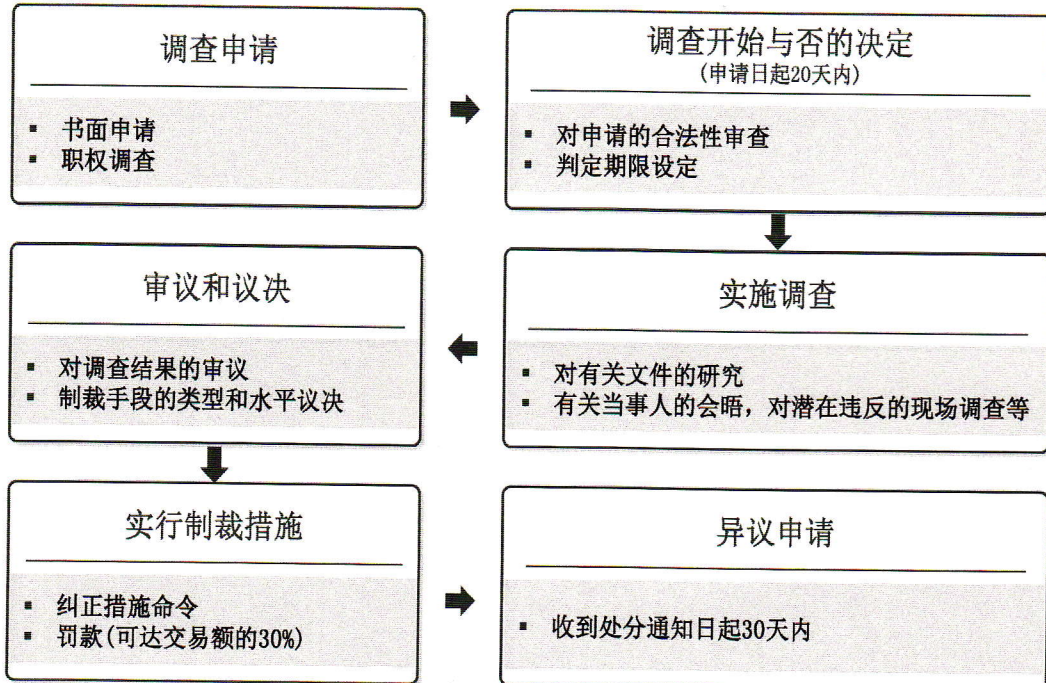 调查申请
▪ 书面申请
▪ 职权调查
调查开始与否的决定
(申请日起20天内)
▪ 对申请的合法性审查
▪ 判定期限设定
实施调查
▪ 对有关文件的研究
▪ 有关当事人的会晤，对潜在违反的现场调查等
审议和议决
▪ 对调查结果的审议
▪ 制裁手段的类型和水平议决
实行制裁措施
▪ 纠正措施命令
▪ 罚款(可达交易额的30%)
异议申请
▪ 收到处分通知日起30天内